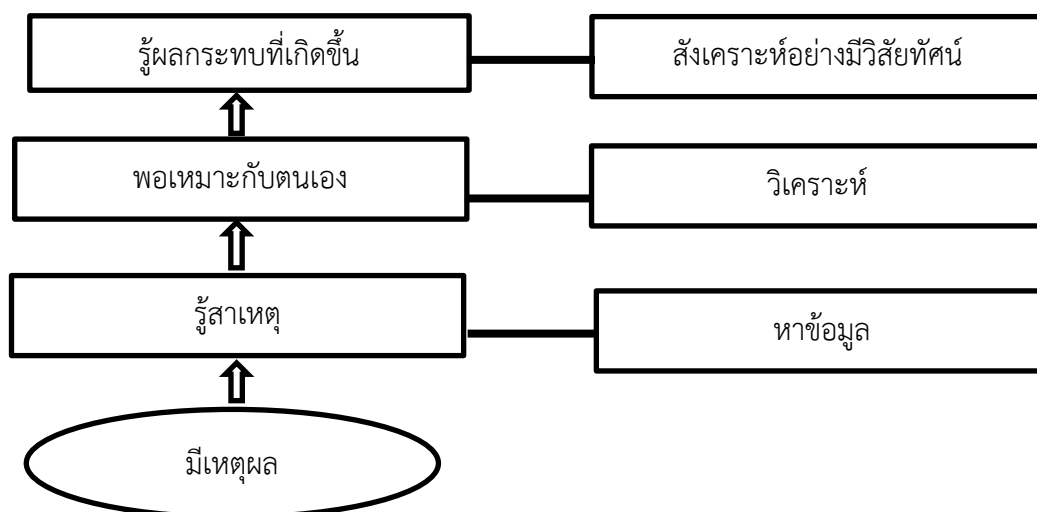 รู้ผลกระทบที่เกิดขึ้น
สังเคราะห์อย่างมีวิสัยทัศน์
พอเหมาะกับตนเอง
วิเคราะห์
รู้สาเหตุ
หาข้อมูล
มีเหตุผล